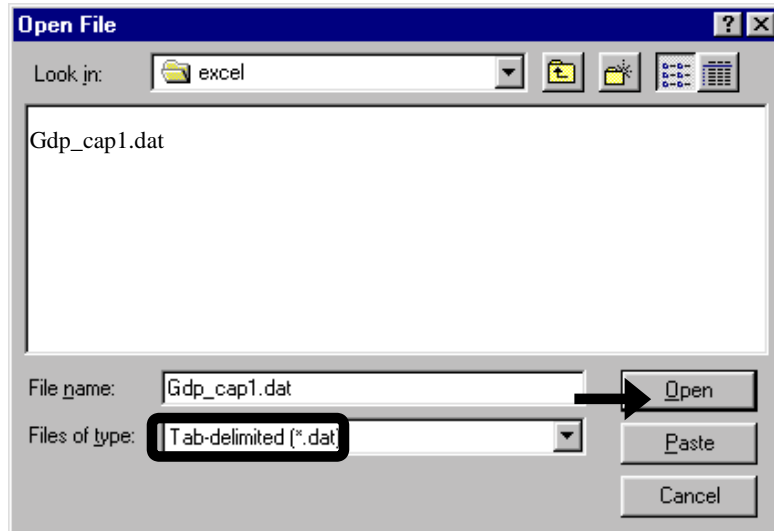 Open File
Look in: excel
Gdp_cap1.dat
File name: Gdp_cap1.dat
Open
Files of type: Tab-delimited (*.dat)
Paste
Cancel